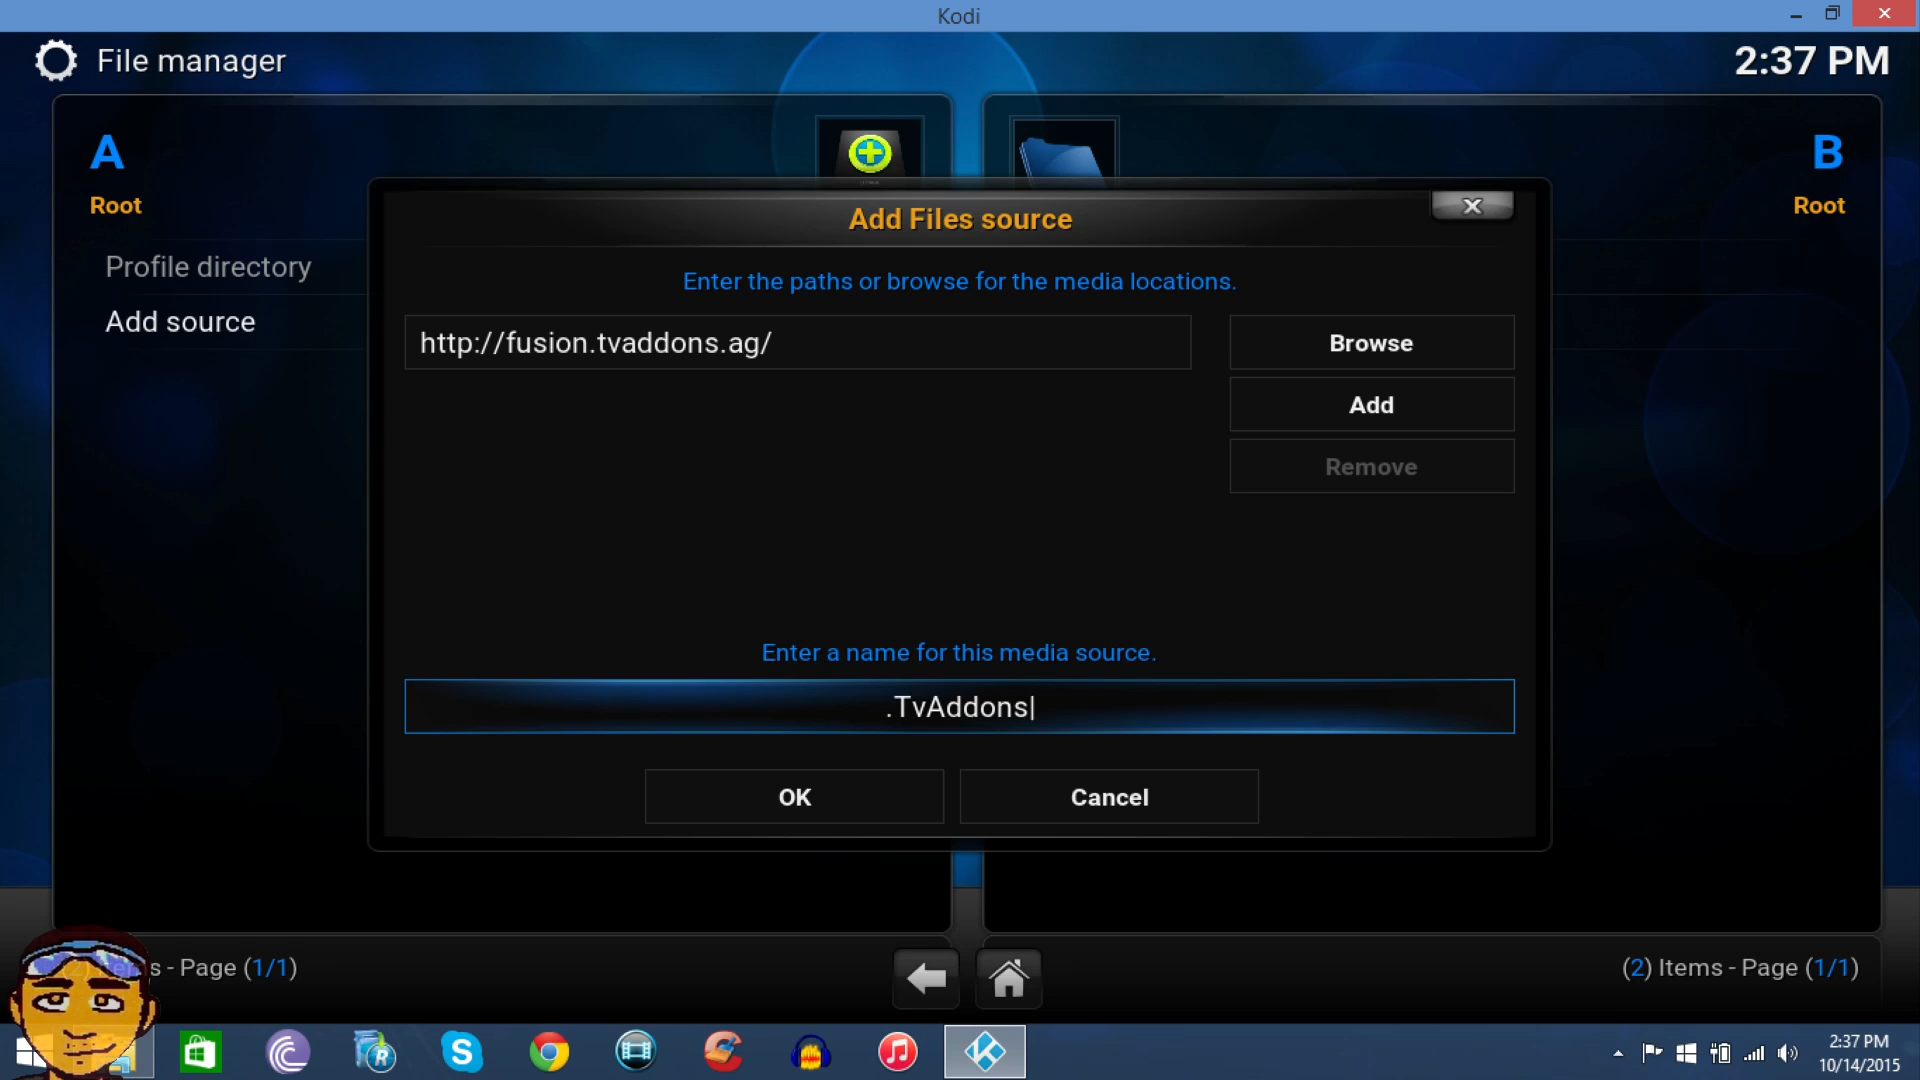 Kodi
File manager
2:37 PM
A
B
Root
Root
Profile directory
Add source
Add Files source
Enter the paths or browse for the media locations.
http://fusion.tvaddons.ag/
Browse
Add
Remove
Enter a name for this media source.
.TvAddons
OK
Cancel
s - Page (1/1)
(2) Items - Page (1/1)
2:37 PM
10/14/2015